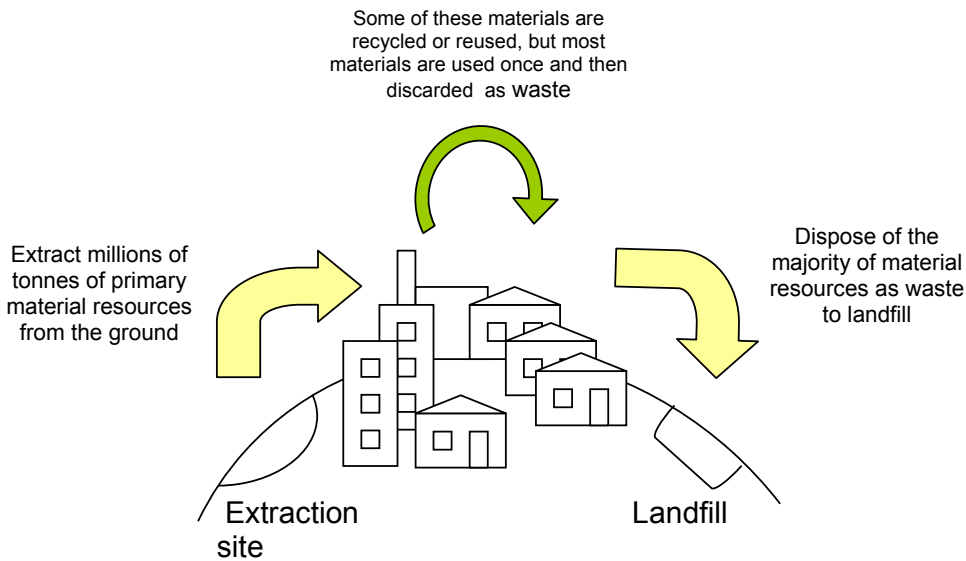 Some of these materials are
recycled or reused, but most
materials are used once and then
discarded as waste
Extract millions of
tonnes of primary
material resources
from the ground
Dispose of the
majority of material
resources as waste
to landfill
Extraction
site
Landfill